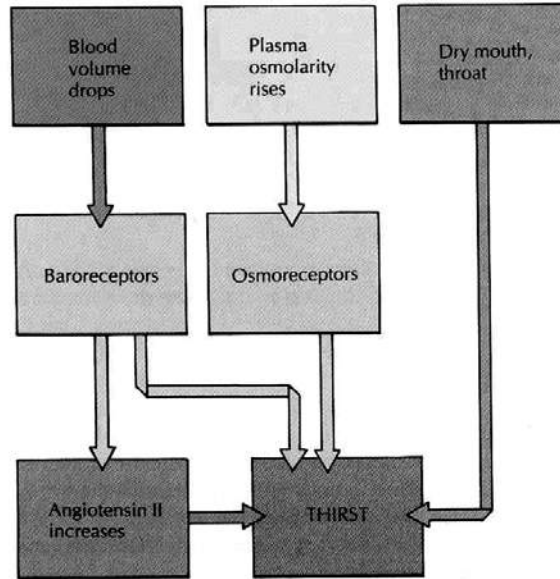 Blood
volume
drops
Plasma
osmolarity
rises
Dry mouth,
throat
Baroreceptors
Osmoreceptors
Angiotensin II
increases
THIRST